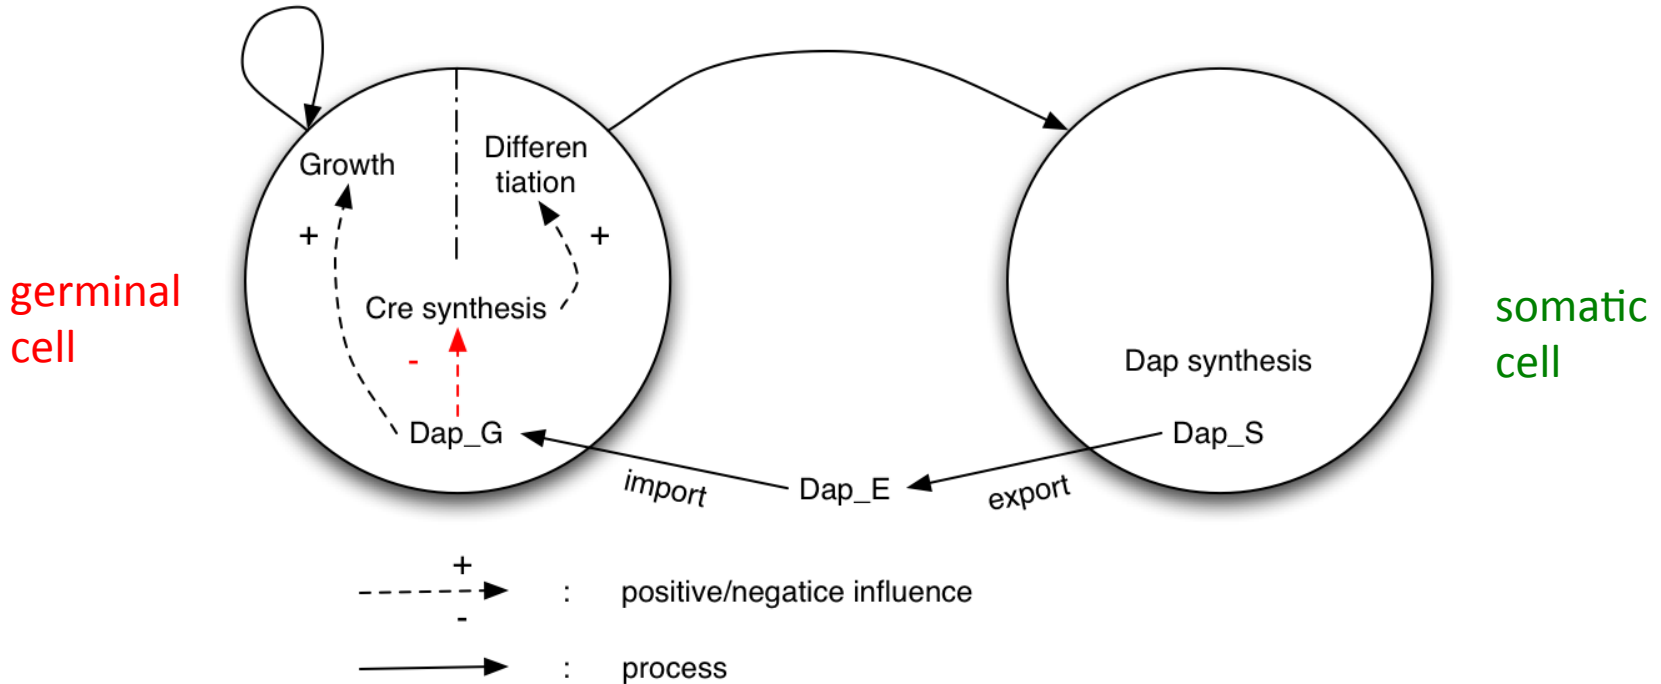 Growth
Differen
tiation
+
+
Cre synthesis
-
Dap_G
germinal
cell
somatic
cell
Dap synthesis
Dap_S
import
Dap_E
export
+
: positive/negatice influence
-
: process